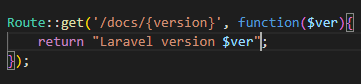 Route::get('/docs/{version}', function($ver){
    return "Laravel version $ver";
});